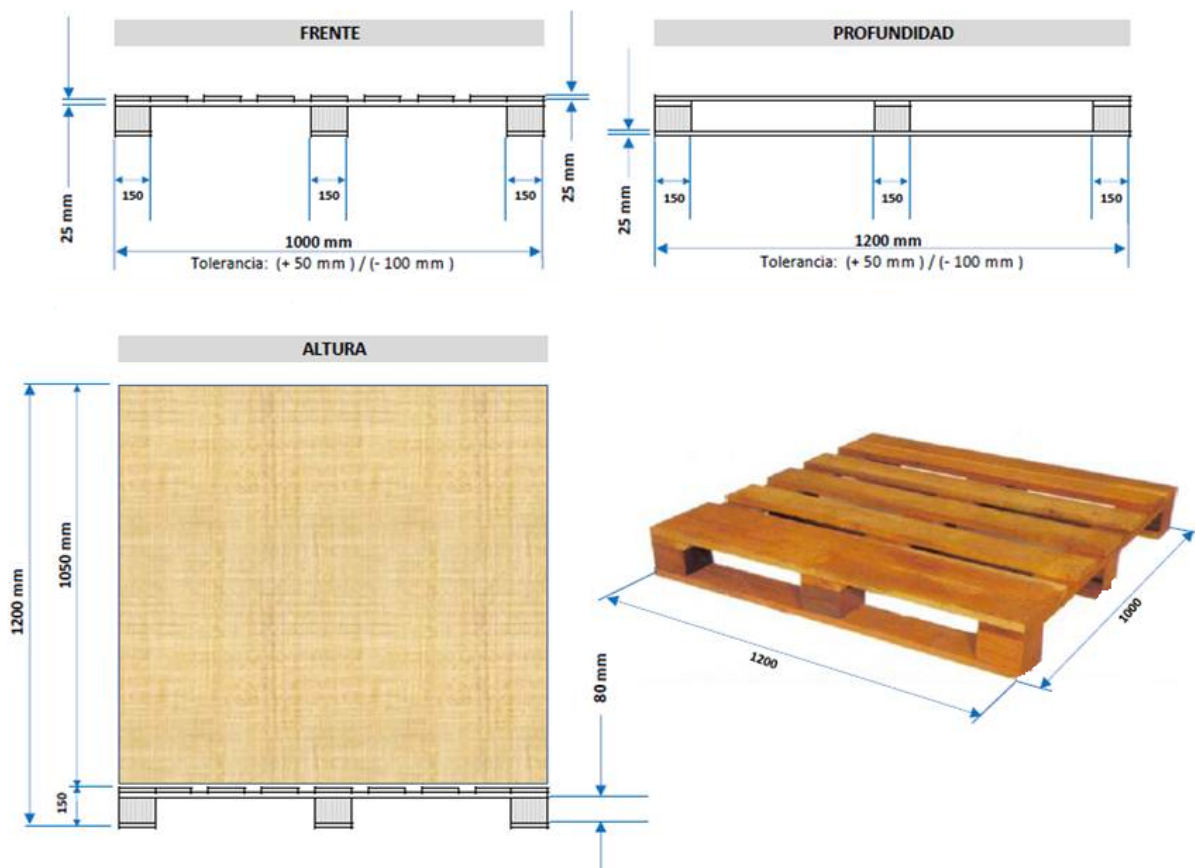 FRENTE
25 mm
150
150
150
25 mm
1000 mm
Tolerancia: (+ 50 mm ) / (- 100 mm )
PROFUNDIDAD
25 mm
150
150
150
1200 mm
Tolerancia: (+ 50 mm ) / (- 100 mm )
ALTURA
1200 mm
1050 mm
150
80 mm
1200
1000